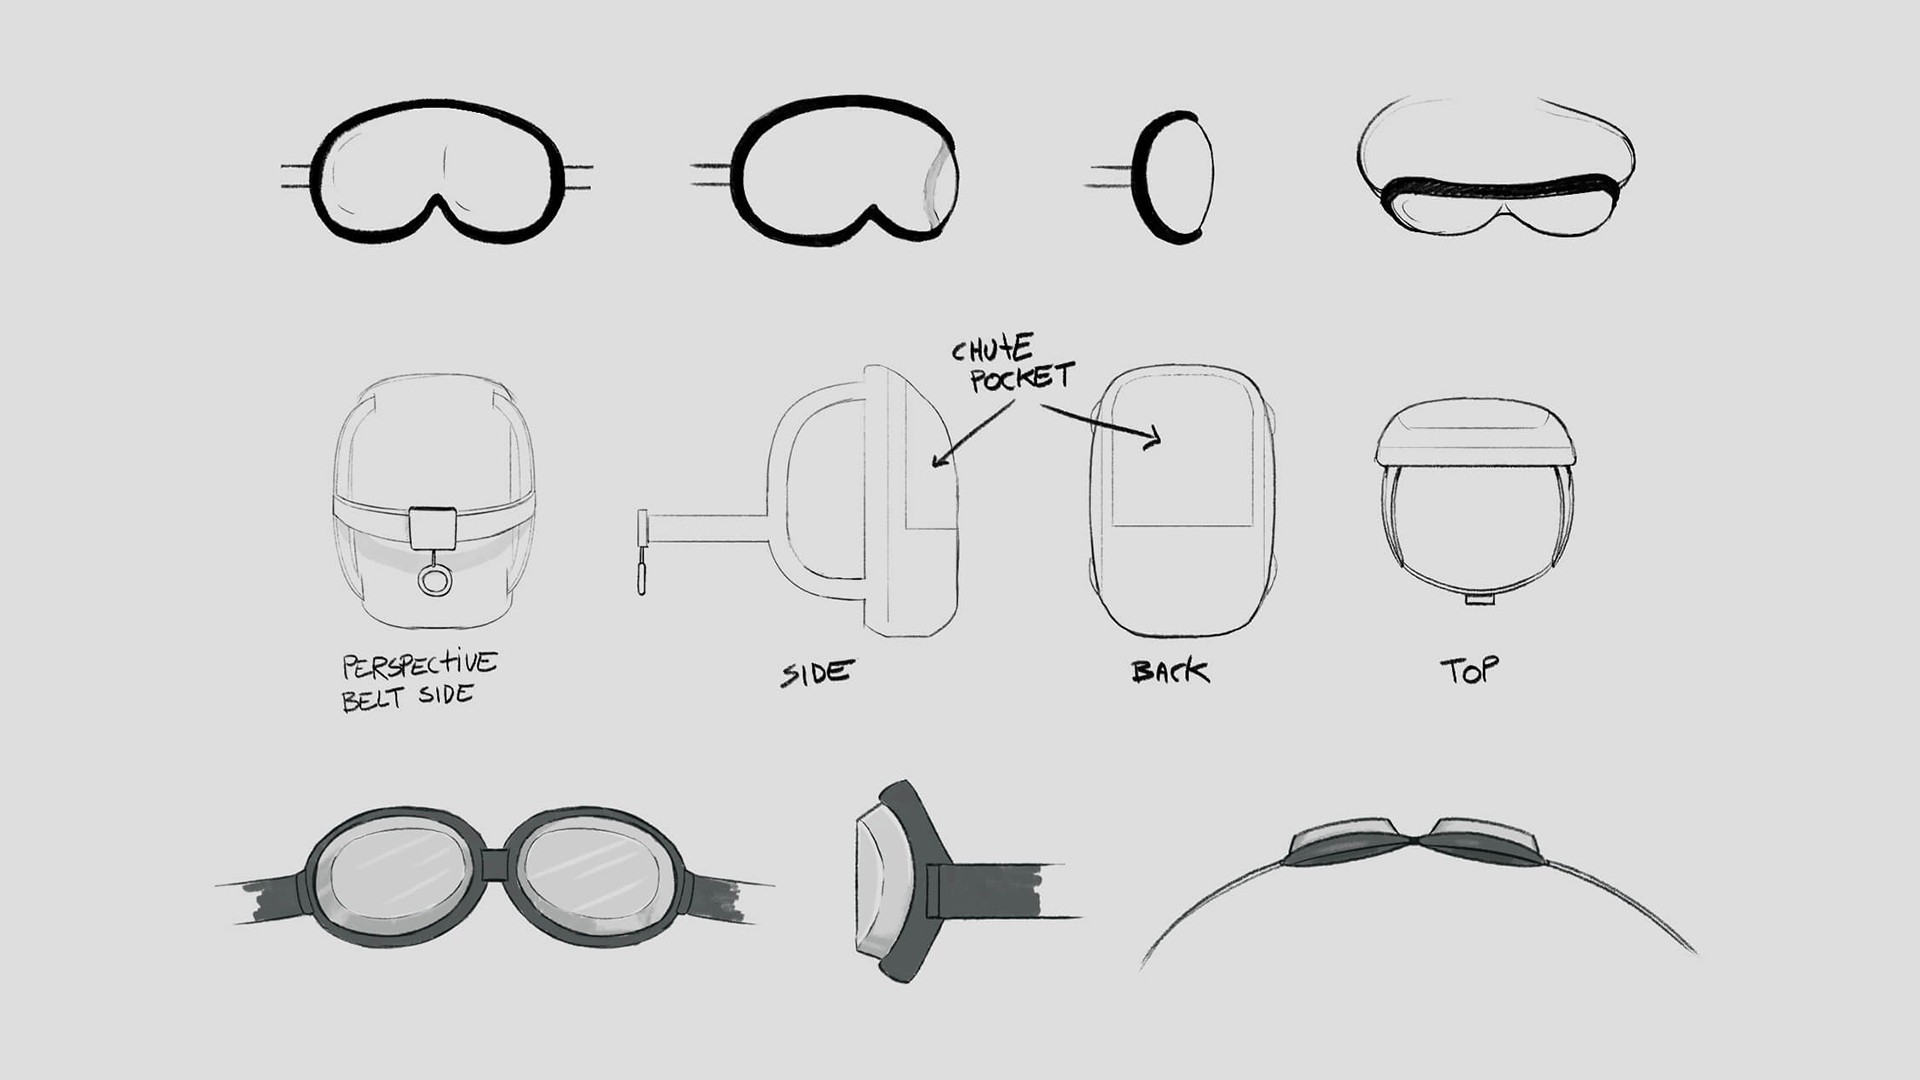 CHUTE
POCKET
PERSPECTIVE
BELT SIDE
SIDE
BACK
TOP